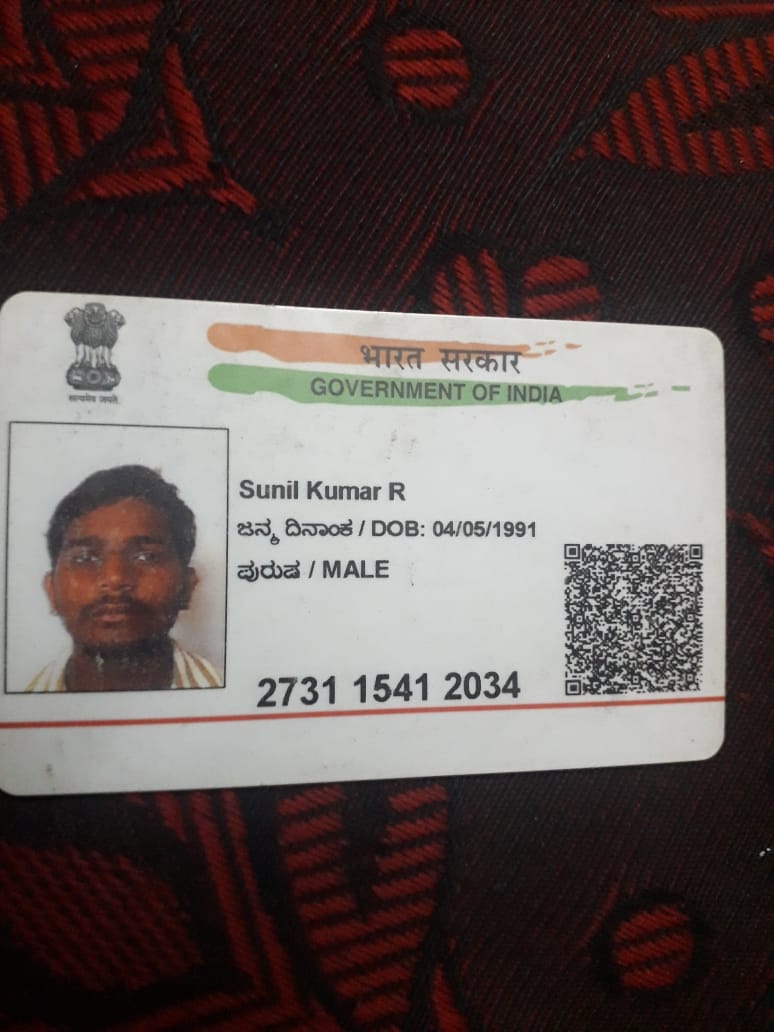 भारत सरकार
GOVERNMENT OF INDIA
सत्यमेव जयते
Sunil Kumar R
ಜನ್ಮ ದಿನಾಂಕ / DOB: 04/05/1991
ಪುರುಷ / MALE
2731 1541 2034